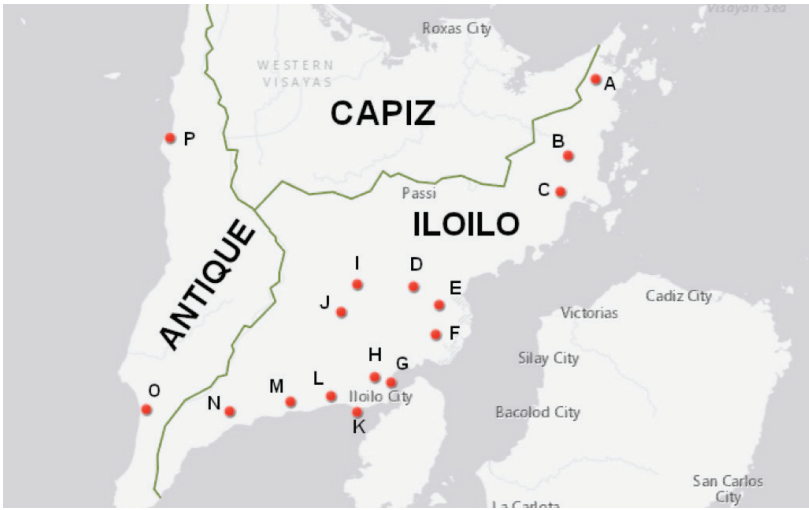 Visayan Sea
Roxas City
WESTERN
VISAYAS
CAPIZ
A
P
B
C
Passi
ILOILO
ANTIQUE
I
D
E
J
F
Cadiz City
Victorias
H
G
Silay City
O
N
M
L
Iloilo City
K
Bacolod City
San Carlos
City
La Carlota